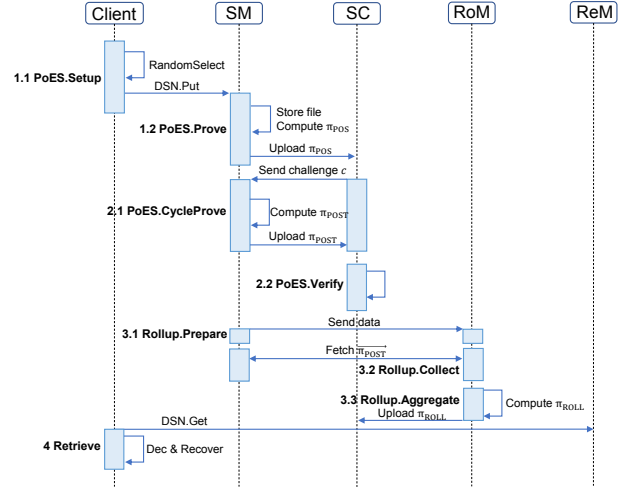 Client SM SC RoM ReM
RandomSelect
1.1 PoES.Setup
DSN.Put
Store file
1.2 PoES.Prove
Compute π_POS
Upload π_POS
Send challenge c
2.1 PoES.CycleProve
Compute π_POST
Upload π_POST
2.2 PoES.Verify
Send data
3.1 Rollup.Prepare
Fetch π_POST
3.2 Rollup.Collect
3.3 Rollup.Aggregate
Compute π_ROLL
Upload π_ROLL
DSN.Get
4 Retrieve
Dec & Recover